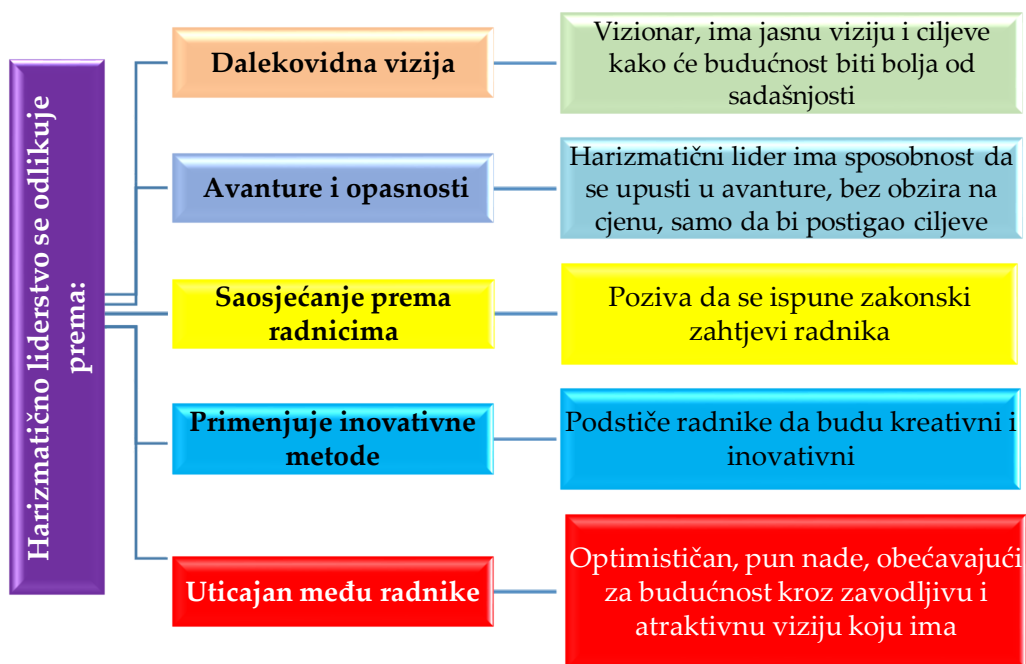 Harizmatično liderstvo se odlikuje
prema:
Dalekovidna vizija
Vizionar, ima jasnu viziju i ciljeve
kako će budućnost biti bolja od
sadašnjosti
Avanture i opasnosti
Harizmatični lider ima sposobnost da
se upusti u avanture, bez obzira na
cjenu, samo da bi postigao ciljeve
Saosjećanje prema
radnicima
Poziva da se ispune zakonski
zahtjevi radnika
Primenjuje inovativne
metode
Podstiče radnike da budu kreativni i
inovativni
Uticajan među radnike
Optimističan, pun nade, obećavajući
za budućnost kroz zavodljivu i
atraktivnu viziju koju ima